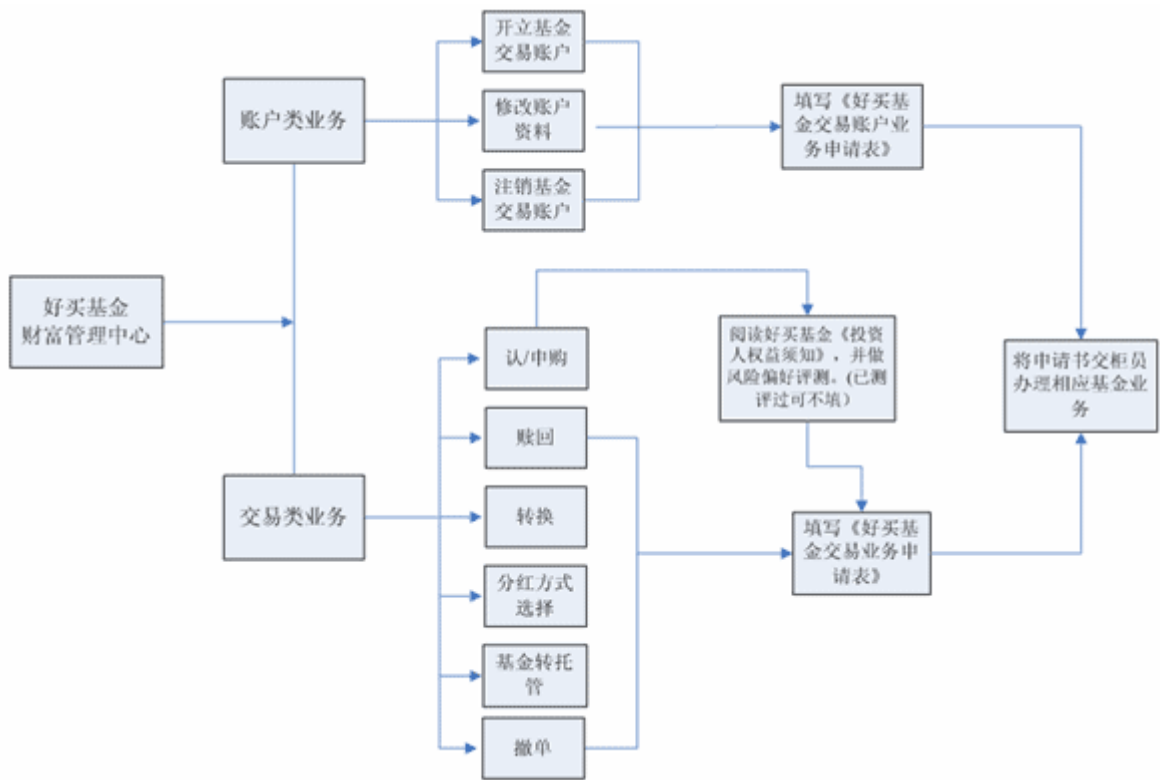 开立基金
交易账户
账户类业务
修改账户
资料
注销基金
交易账户
填写《好买基
金交易账户业
务申请表》
好买基金
财富管理中心
认/申购
阅读好买基金《投资
人权益须知》，并做
风险偏好评测。(已测
评过可不填）
将申请书交柜员
办理相应基金业
务
赎回
交易类业务
转换
填写《好买基
金交易业务申
请表》
分红方式
选择
基金转托
管
撤单